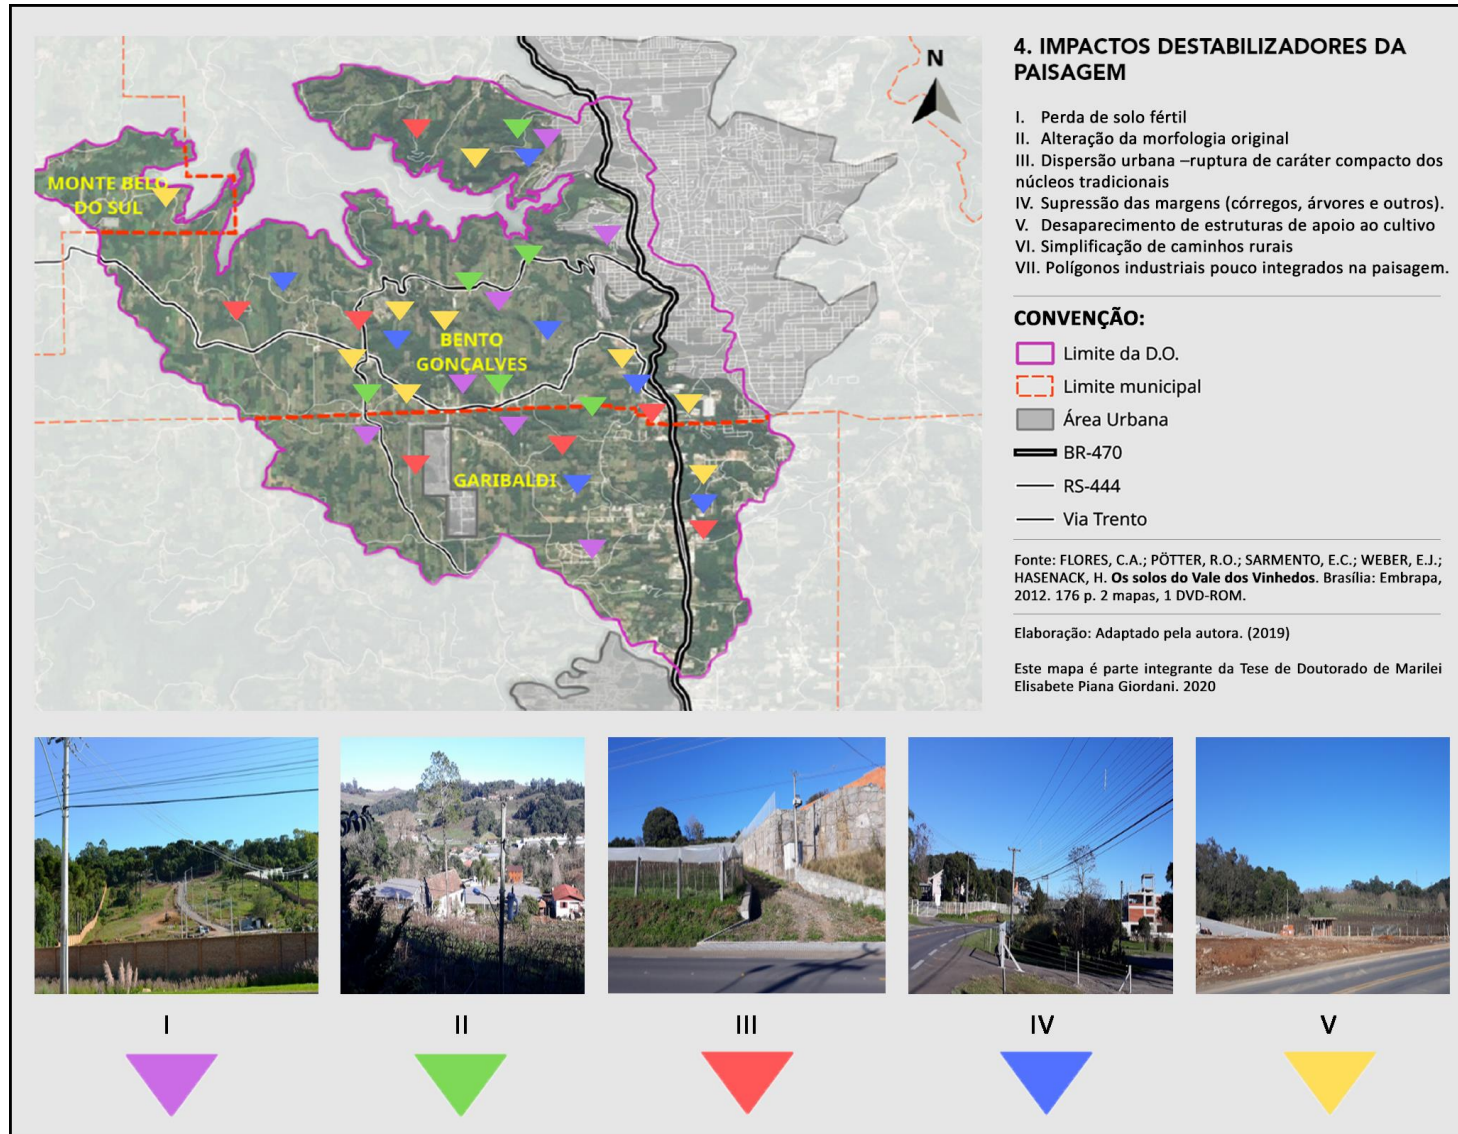 4. IMPACTOS DESTABILIZADORES DA
PAISAGEM
I. Perda de solo fértil
II. Alteração da morfologia original
III. Dispersão urbana –ruptura de caráter compacto dos
núcleos tradicionais
IV. Supressão das margens (córregos, árvores e outros).
V. Desaparecimento de estruturas de apoio ao cultivo
VI. Simplificação de caminhos rurais
VII. Polígonos industriais pouco integrados na paisagem.
CONVENÇÃO:
Limite da D.O.
Limite municipal
Área Urbana
BR-470
RS-444
Via Trento
Fonte: FLORES, C.A.; PÖTTER, R.O.; SARMENTO, E.C.; WEBER, E.J.;
HASENACK, H. Os solos do Vale dos Vinhedos. Brasília: Embrapa,
2012. 176 p. 2 mapas, 1 DVD-ROM.
Elaboração: Adaptado pela autora. (2019)
Este mapa é parte integrante da Tese de Doutorado de Marilei
Elisabete Piana Giordani. 2020
N
MONTE BELO
DO SUL
BENTO
GONÇALVES
GARIBALDI
I
II
III
IV
V